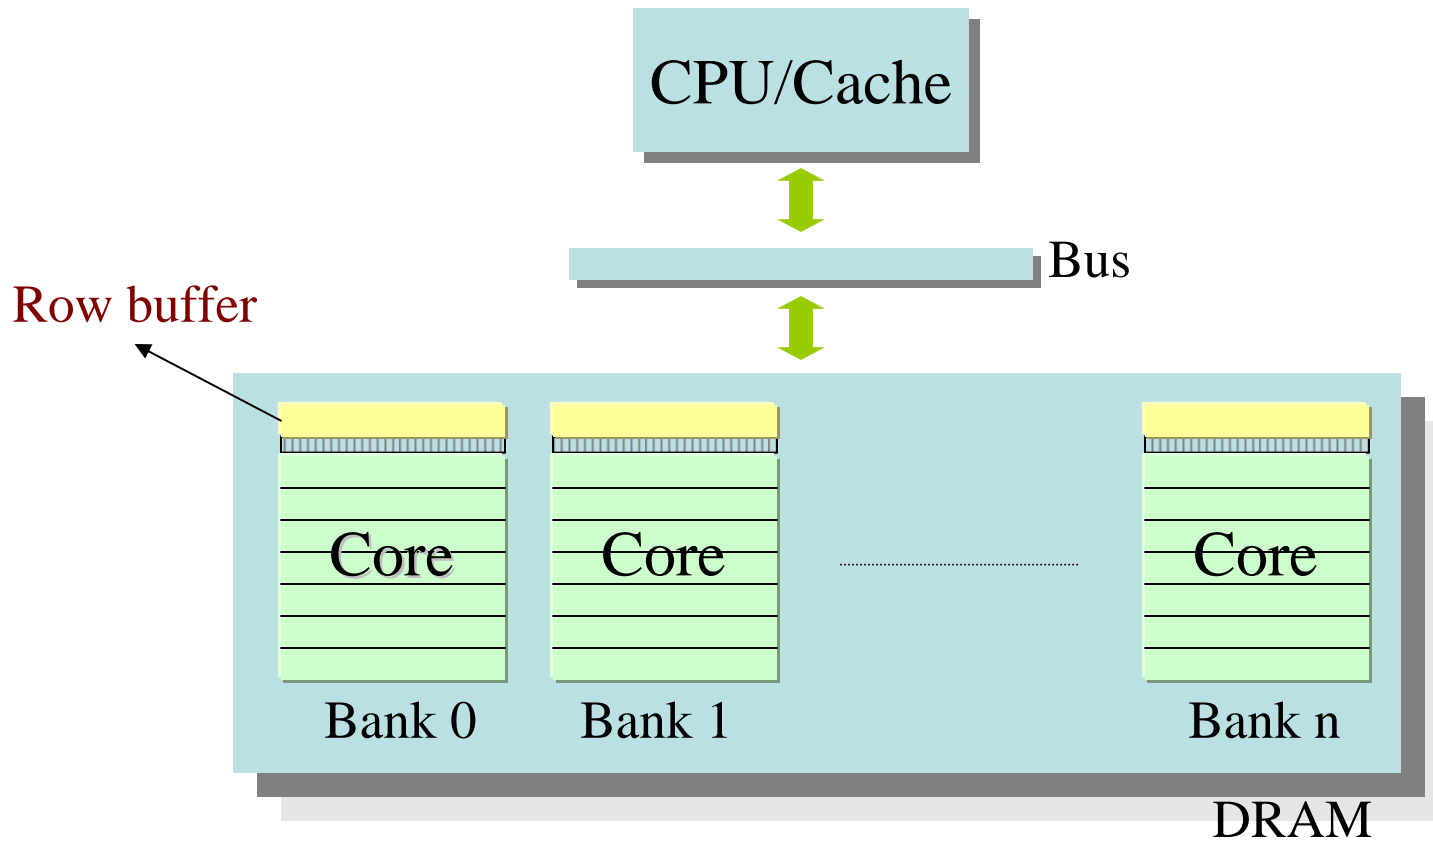 CPU/Cache
Bus
Row buffer
Core
Core
Core
Bank 0
Bank 1
Bank n
DRAM